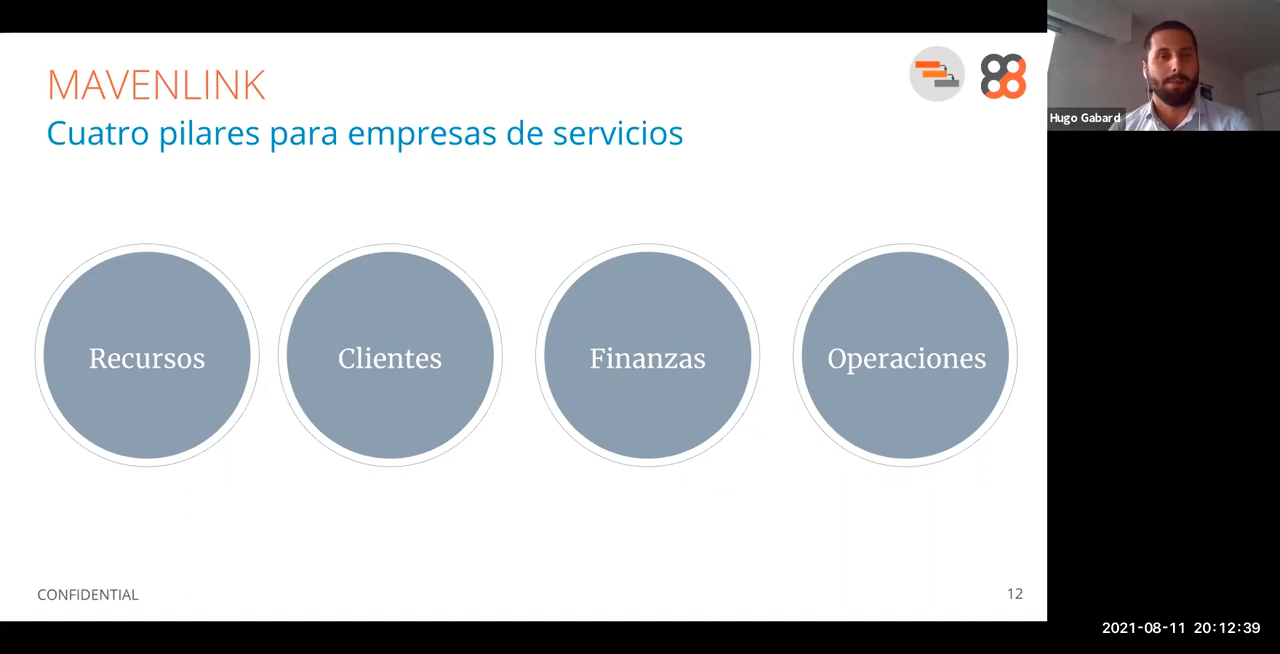 MAVENLINK
Cuatro pilares para empresas de servicios
88
Hugo Gabard
Recursos
Clientes
Finanzas
Operaciones
CONFIDENTIAL
12
2021-08-11 20:12:39